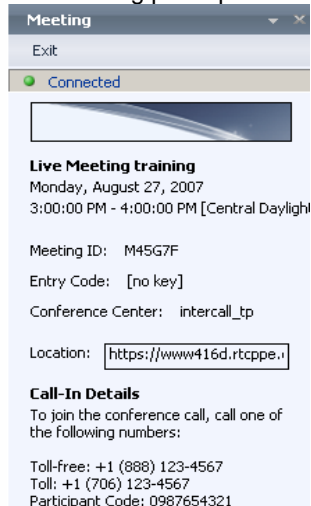 Meeting
Exit
Connected
Live Meeting training
Monday, August 27, 2007
3:00:00 PM - 4:00:00 PM [Central Daylight
Meeting ID: M45G7F
Entry Code: [no key]
Conference Center: intercall_tp
Location: https://www416d.rtcppe.
Call-In Details
To join the conference call, call one of
the following numbers:
Toll-free: +1 (888) 123-4567
Toll: +1 (706) 123-4567
Participant Code: 0987654321